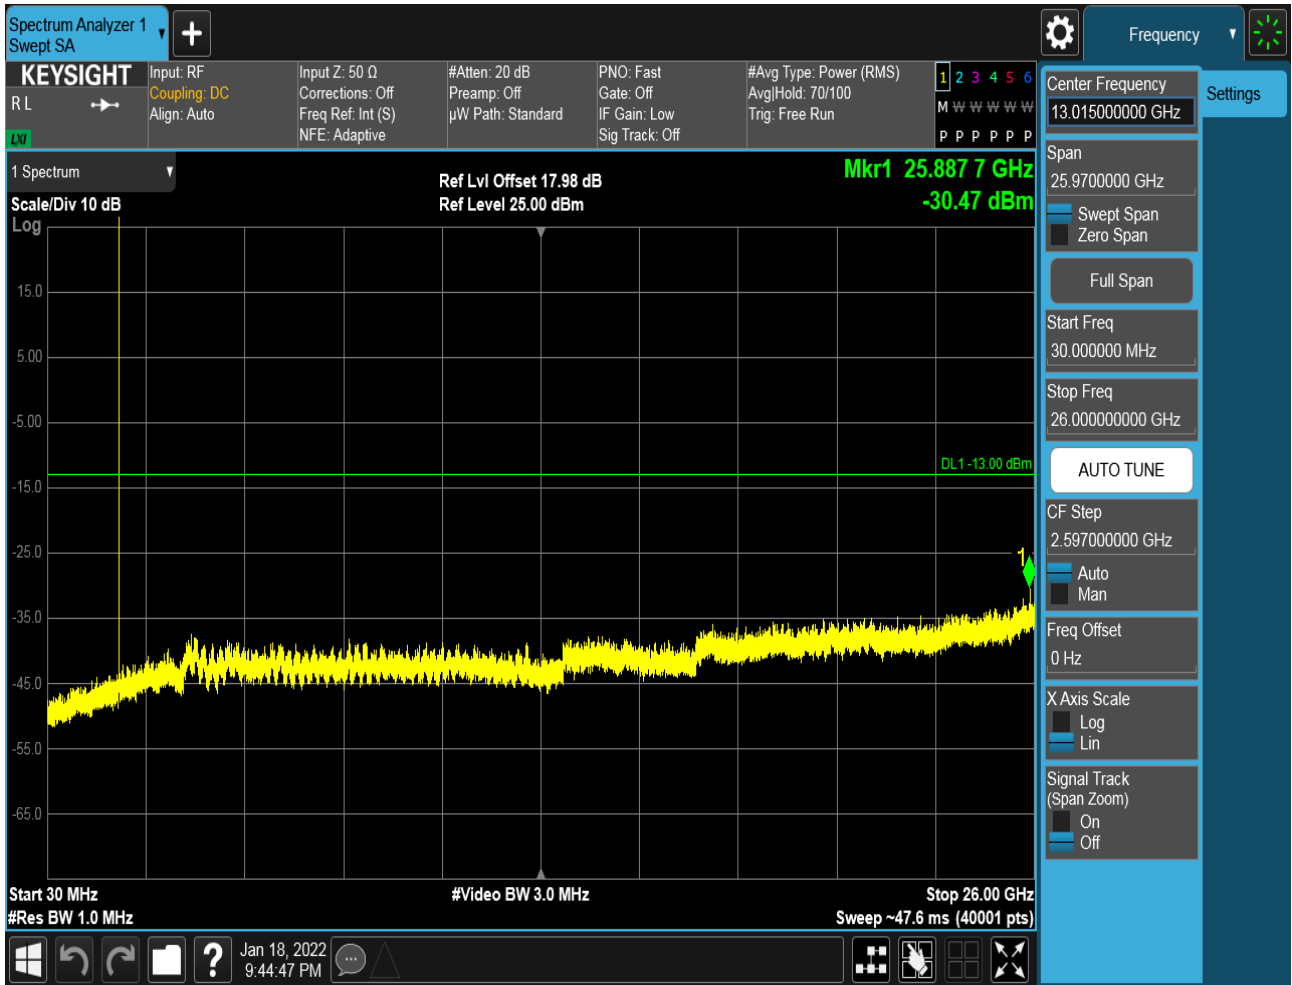 Spectrum Analyzer 1
Swept SA
Frequency
KEYSIGHT
R L
LXI
Input: RF
Coupling: DC
Align: Auto
Input Z: 50 Ω
Corrections: Off
Freq Ref: Int (S)
NFE: Adaptive
#Atten: 20 dB
Preamp: Off
µW Path: Standard
PNO: Fast
Gate: Off
IF Gain: Low
Sig Track: Off
#Avg Type: Power (RMS)
Avg|Hold: 70/100
Trig: Free Run
1 2 3 4 5 6
M W W W W W
P P P P P P
1 Spectrum
Scale/Div 10 dB
Log
Ref Lvl Offset 17.98 dB
Ref Level 25.00 dBm
Mkr1 25.887 7 GHz
-30.47 dBm
15.0
5.00
-5.00
-15.0
-25.0
-35.0
-45.0
-55.0
-65.0
DL1 -13.00 dBm
1
Start 30 MHz
#Res BW 1.0 MHz
#Video BW 3.0 MHz
Stop 26.00 GHz
Sweep ~47.6 ms (40001 pts)
Center Frequency
13.015000000 GHz
Settings
Span
25.9700000 GHz
Swept Span
Zero Span
Full Span
Start Freq
30.000000 MHz
Stop Freq
26.000000000 GHz
AUTO TUNE
CF Step
2.597000000 GHz
Auto
Man
Freq Offset
0 Hz
X Axis Scale
Log
Lin
Signal Track
(Span Zoom)
On
Off
?
Jan 18, 2022
9:44:47 PM